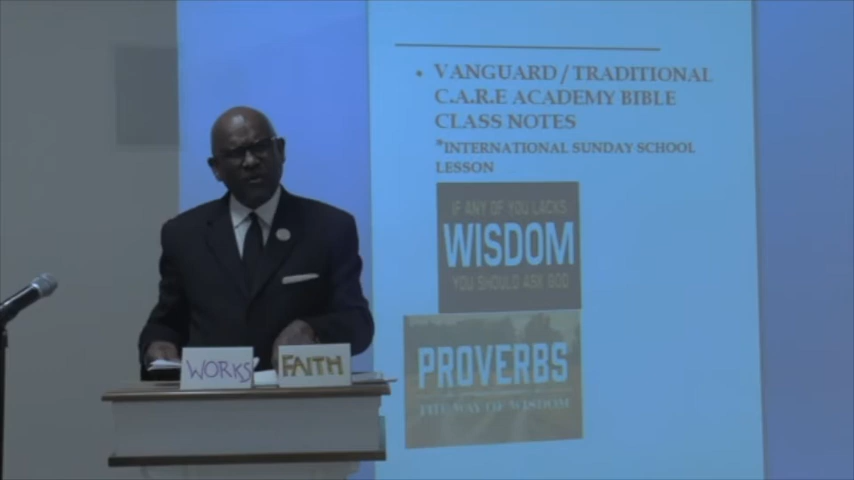 • VANGUARD / TRADITIONAL
C.A.R.E ACADEMY BIBLE
CLASS NOTES
*INTERNATIONAL SUNDAY SCHOOL
LESSON
IF ANY OF YOU LACKS
WISDOM
YOU SHOULD ASK GOD
PROVERBS
THE WAY OF WISDOM
WORKS
FAITH